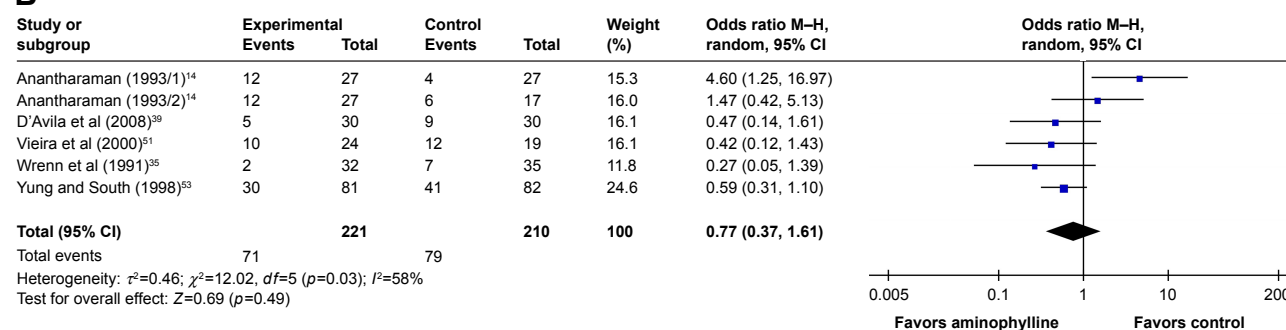 B
Study or Experimental Control Weight Odds ratio M–H, Odds ratio M–H,
subgroup Events Total Events Total (%) random, 95% CI random, 95% CI
Anantharaman (1993/1)¹⁴ 12 27 4 27 15.3 4.60 (1.25, 16.97)
Anantharaman (1993/2)¹⁴ 12 27 6 17 16.0 1.47 (0.42, 5.13)
D’Avila et al (2008)³⁹ 5 30 9 30 16.1 0.47 (0.14, 1.61)
Vieira et al (2000)⁵¹ 10 24 12 19 16.1 0.42 (0.12, 1.43)
Wrenn et al (1991)³⁵ 2 32 7 35 11.8 0.27 (0.05, 1.39)
Yung and South (1998)⁵³ 30 81 41 82 24.6 0.59 (0.31, 1.10)
Total (95% CI) 221 210 100 0.77 (0.37, 1.61)
Total events 71 79
Heterogeneity: τ²=0.46; χ²=12.02, df=5 (p=0.03); I²=58%
Test for overall effect: Z=0.69 (p=0.49)
0.005 0.1 1 10 200
Favors aminophylline Favors control